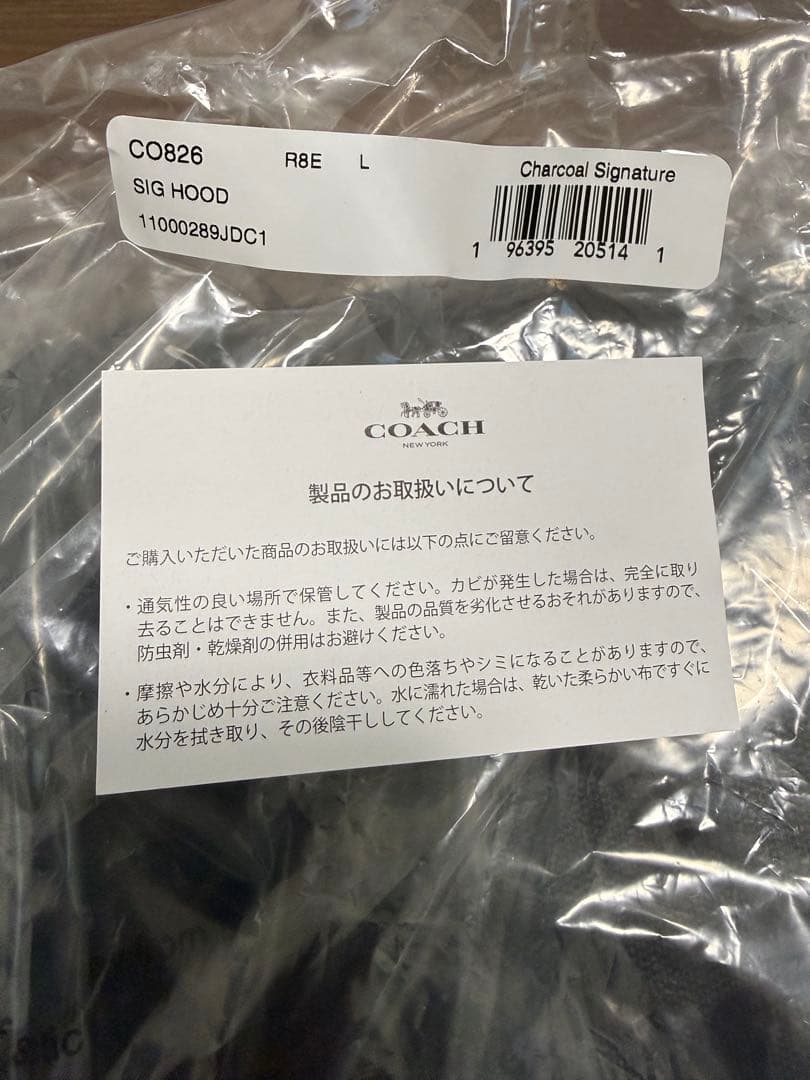 CO826 R8E L Charcoal Signature
SIG HOOD
11000289JDC1
1 96395 20514 1
COACH
NEW YORK
製品のお取扱いについて
ご購入いただいた商品のお取扱いには以下の点にご留意ください。
・通気性の良い場所で保管してください。カビが発生した場合は、完全に取り
去ることはできません。また、製品の品質を劣化させるおそれがありますので、
防虫剤・乾燥剤の併用はお避けください。
・摩擦や水分により、衣料品等への色落ちやシミになることがありますので、
あらかじめ十分ご注意ください。水に濡れた場合は、乾いた柔らかい布ですぐに
水分を拭き取り、その後陰干ししてください。